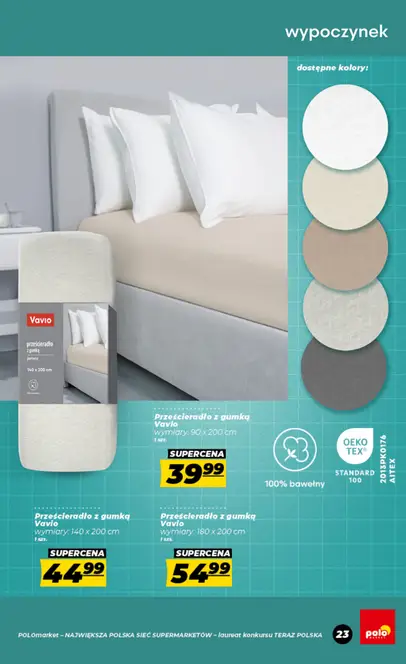 wypoczynek
dostępne kolory:
VAVIO
prześcieradło
z gumką
140 x 200 cm
Prześcieradło z gumką
Vavio
wymiary: 90 x 200 cm
1 szt.
SUPERCENA
39 99
100% bawełny
OEKO
TEX®
STANDARD
100
2013PK0176
AITEX
Prześcieradło z gumką
Vavio
wymiary: 140 x 200 cm
1 szt.
SUPERCENA
44 99
Prześcieradło z gumką
Vavio
wymiary: 180 x 200 cm
1 szt.
SUPERCENA
54 99
POLOmarket – NAJWIĘKSZA POLSKA SIEĆ SUPERMARKETÓW – laureat konkursu TERAZ POLSKA
23
polo